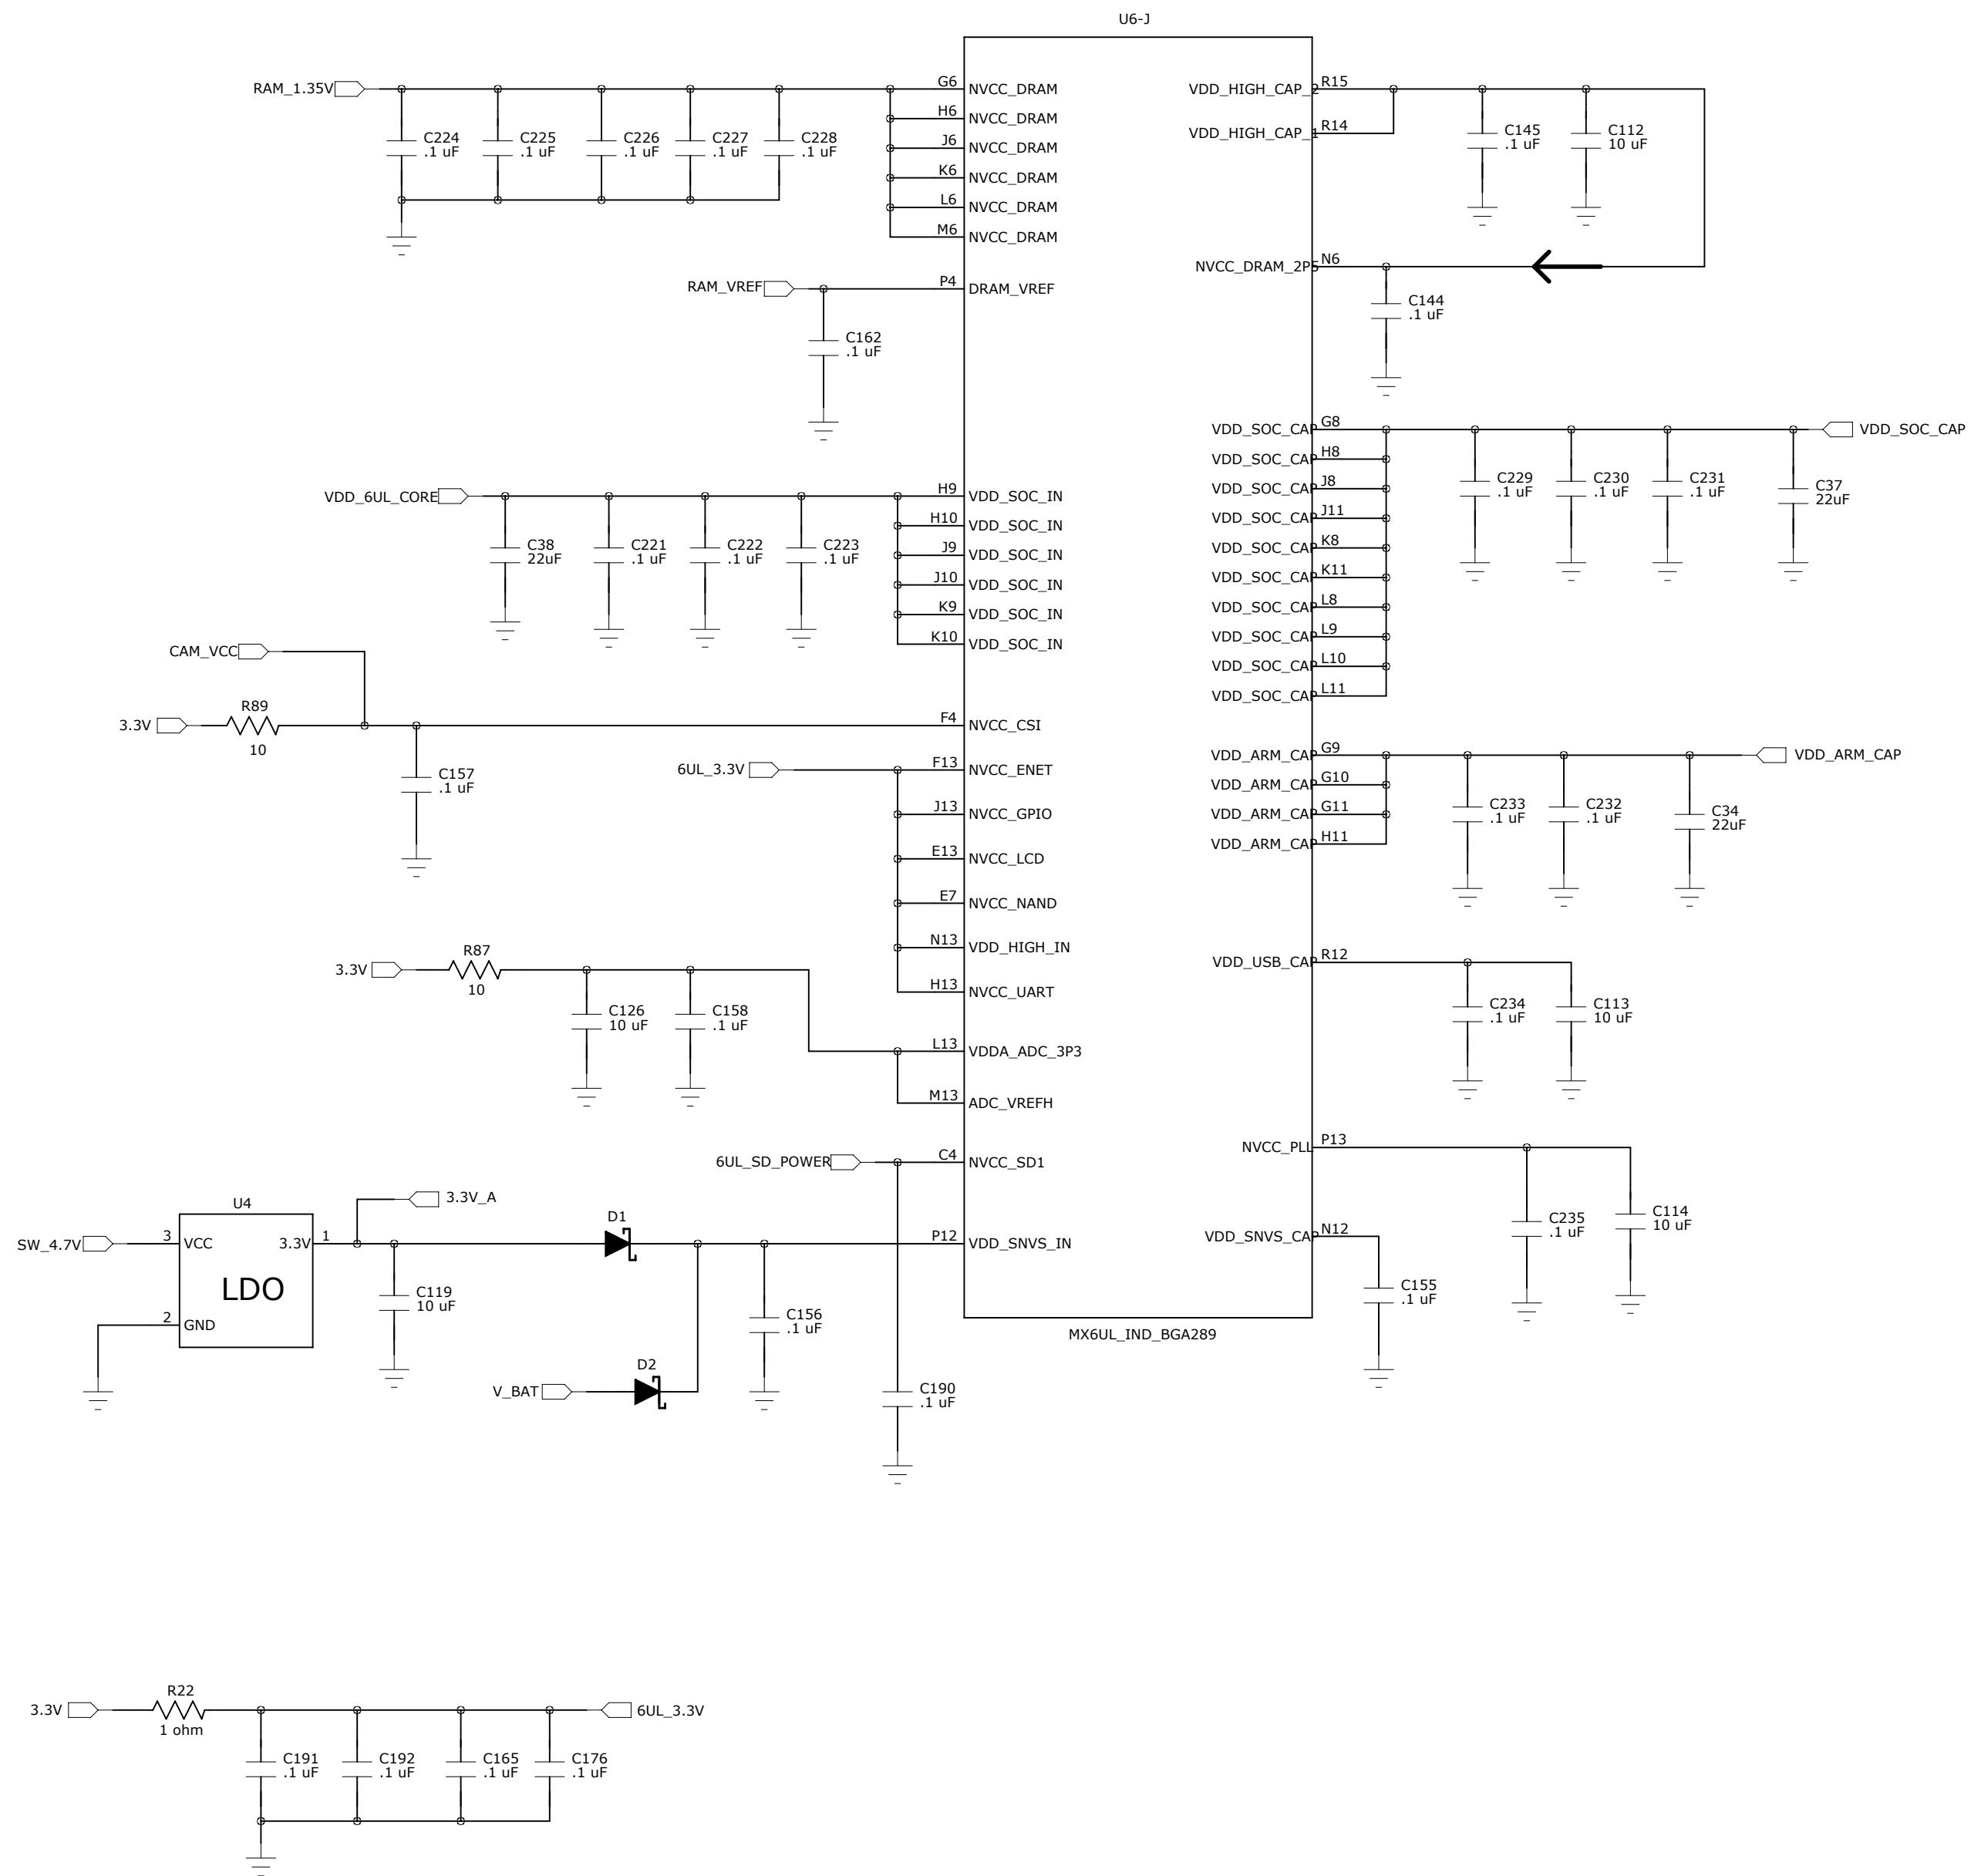 U6-J
RAM_1.35V
C224
.1 uF
C225
.1 uF
C226
.1 uF
C227
.1 uF
C228
.1 uF
G6 NVCC_DRAM
H6 NVCC_DRAM
J6 NVCC_DRAM
K6 NVCC_DRAM
L6 NVCC_DRAM
M6 NVCC_DRAM
RAM_VREF
P4 DRAM_VREF
C162
.1 uF
VDD_6UL_CORE
C38
22uF
C221
.1 uF
C222
.1 uF
C223
.1 uF
H9 VDD_SOC_IN
H10 VDD_SOC_IN
J9 VDD_SOC_IN
J10 VDD_SOC_IN
K9 VDD_SOC_IN
K10 VDD_SOC_IN
CAM_VCC
3.3V
R89
10
F4 NVCC_CSI
C157
.1 uF
6UL_3.3V
F13 NVCC_ENET
J13 NVCC_GPIO
E13 NVCC_LCD
E7 NVCC_NAND
N13 VDD_HIGH_IN
H13 NVCC_UART
3.3V
R87
10
C126
10 uF
C158
.1 uF
L13 VDDA_ADC_3P3
M13 ADC_VREFH
6UL_SD_POWER
C4 NVCC_SD1
U4
SW_4.7V
3 VCC
3.3V 1
LDO
2 GND
3.3V_A
C119
10 uF
D1
P12 VDD_SNVS_IN
C156
.1 uF
V_BAT
D2
C190
.1 uF
VDD_HIGH_CAP_2 R15
VDD_HIGH_CAP_1 R14
C145
.1 uF
C112
10 uF
NVCC_DRAM_2P5 N6
C144
.1 uF
VDD_SOC_CAP G8
VDD_SOC_CAP H8
VDD_SOC_CAP J8
VDD_SOC_CAP J11
VDD_SOC_CAP K8
VDD_SOC_CAP K11
VDD_SOC_CAP L8
VDD_SOC_CAP L9
VDD_SOC_CAP L10
VDD_SOC_CAP L11
VDD_SOC_CAP
C229
.1 uF
C230
.1 uF
C231
.1 uF
C37
22uF
VDD_ARM_CAP G9
VDD_ARM_CAP G10
VDD_ARM_CAP G11
VDD_ARM_CAP H11
VDD_ARM_CAP
C233
.1 uF
C232
.1 uF
C34
22uF
VDD_USB_CAP R12
C234
.1 uF
C113
10 uF
NVCC_PLL P13
C235
.1 uF
C114
10 uF
VDD_SNVS_CAP N12
C155
.1 uF
MX6UL_IND_BGA289
3.3V
R22
1 ohm
6UL_3.3V
C191
.1 uF
C192
.1 uF
C165
.1 uF
C176
.1 uF